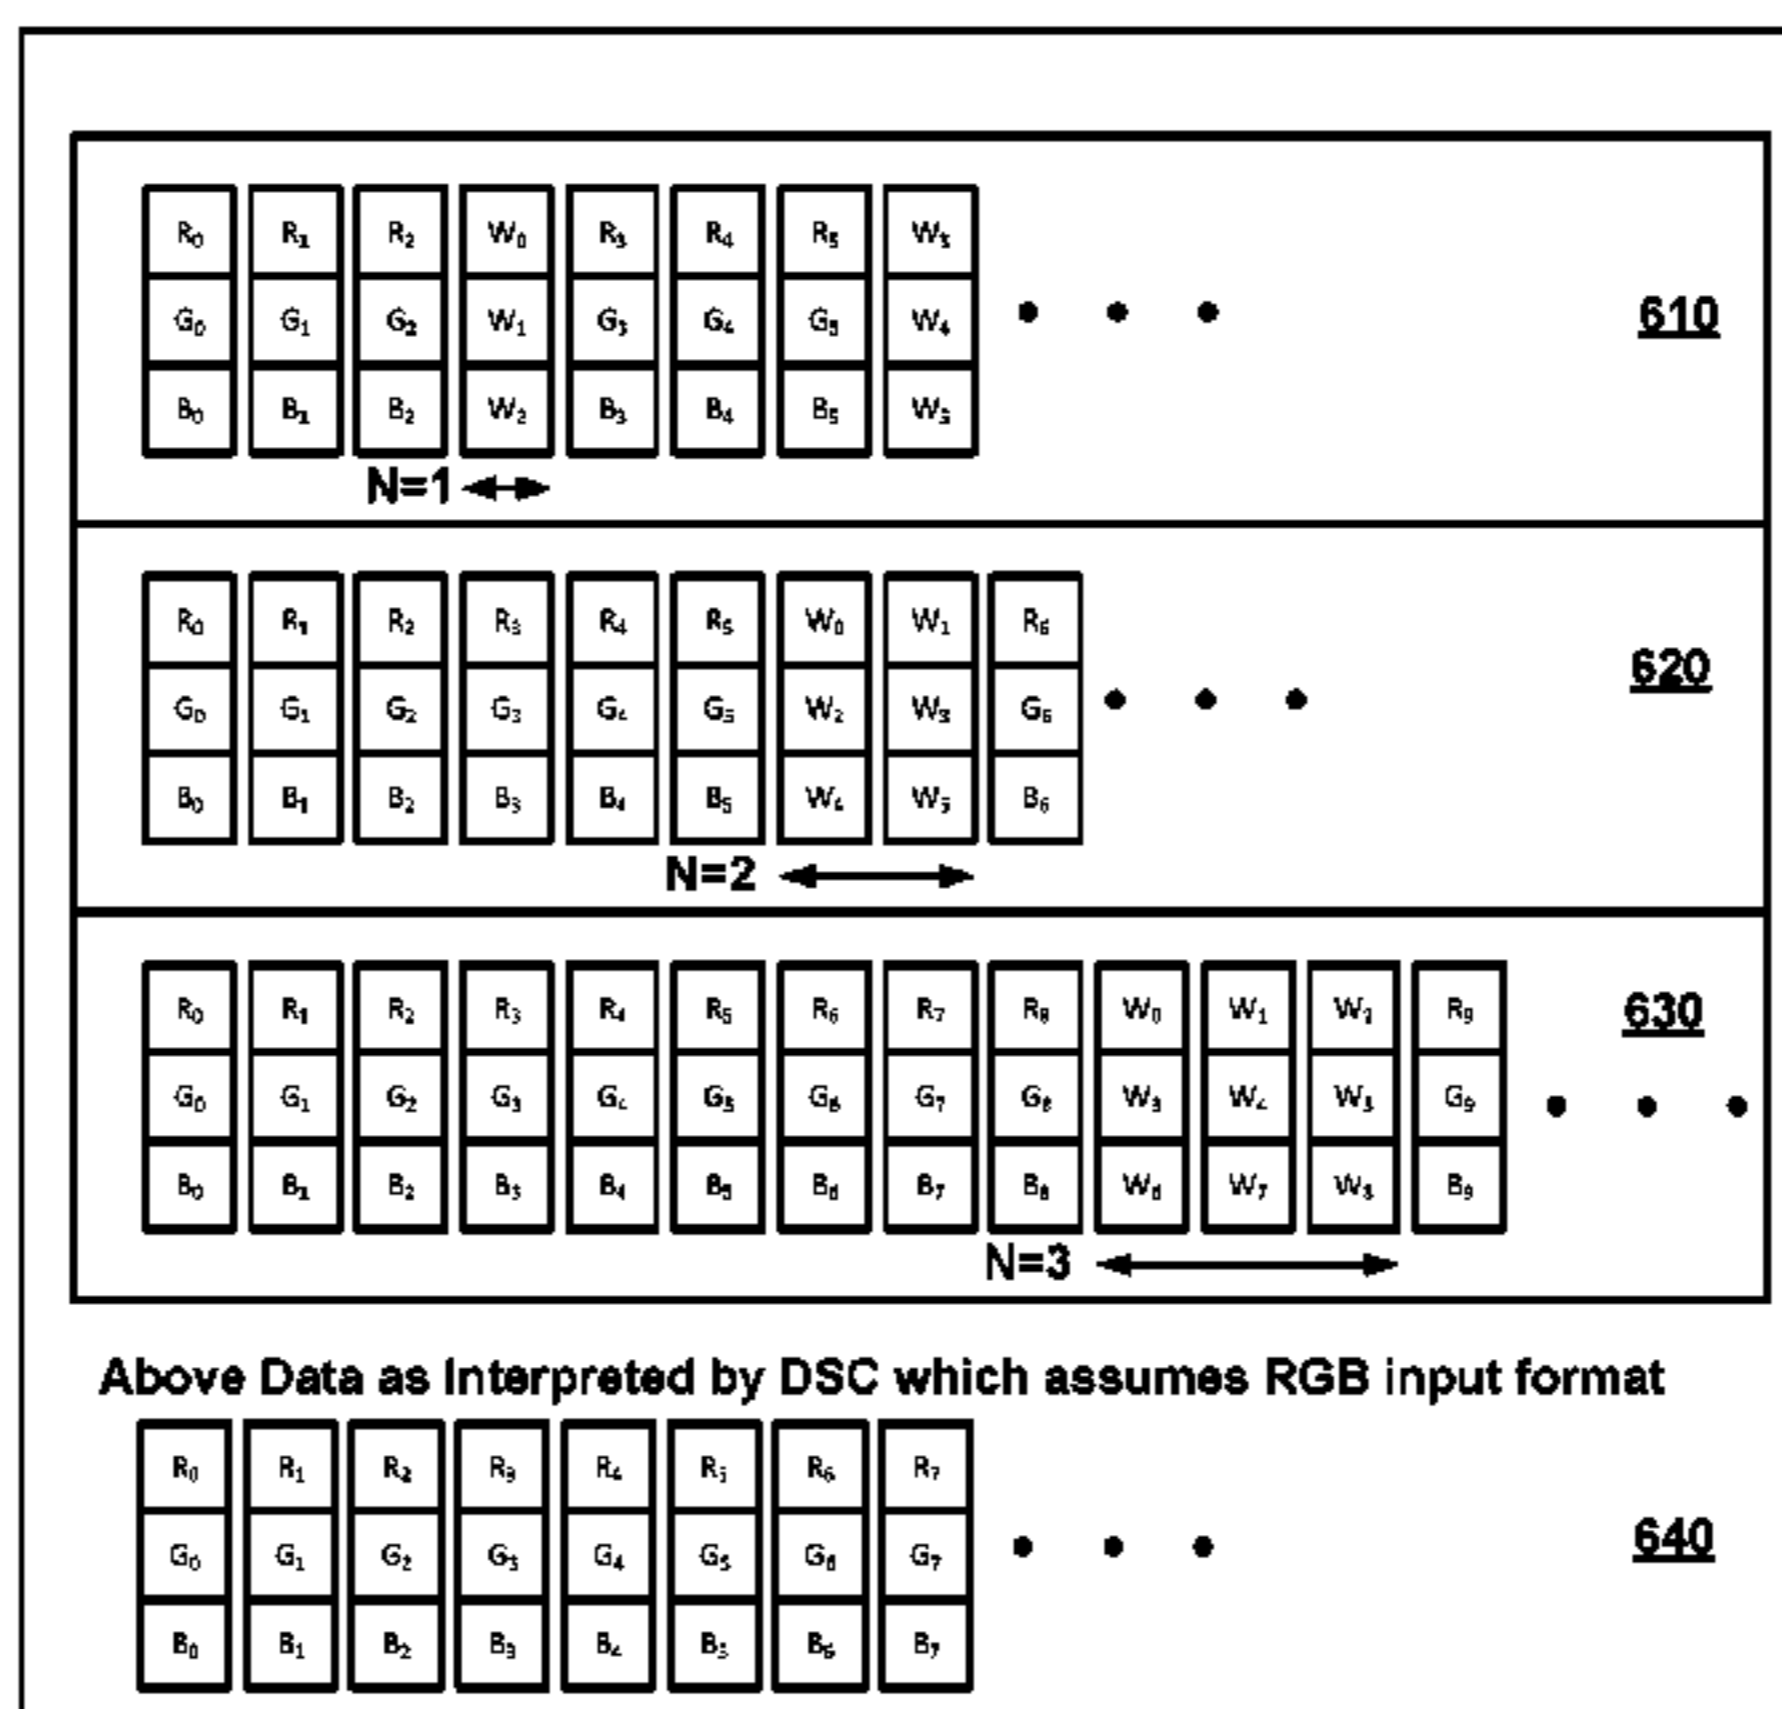 R₀ R₁ R₂ W₀ R₃ R₄ R₅ W₃
G₀ G₁ G₂ W₁ G₃ G₄ G₅ W₄
B₀ B₁ B₂ W₂ B₃ B₄ B₅ W₅
610
N=1
R₀ R₁ R₂ R₃ R₄ R₅ W₀ W₁ R₆
G₀ G₁ G₂ G₃ G₄ G₅ W₂ W₃ G₆
B₀ B₁ B₂ B₃ B₄ B₅ W₄ W₅ B₆
620
N=2
R₀ R₁ R₂ R₃ R₄ R₅ R₆ R₇ R₈ W₀ W₁ W₂ R₉
G₀ G₁ G₂ G₃ G₄ G₅ G₆ G₇ G₈ W₃ W₄ W₅ G₉
B₀ B₁ B₂ B₃ B₄ B₅ B₆ B₇ B₈ W₆ W₇ W₈ B₉
630
N=3
Above Data as Interpreted by DSC which assumes RGB input format
R₀ R₁ R₂ R₃ R₄ R₅ R₆ R₇
G₀ G₁ G₂ G₃ G₄ G₅ G₆ G₇
B₀ B₁ B₂ B₃ B₄ B₅ B₆ B₇
640